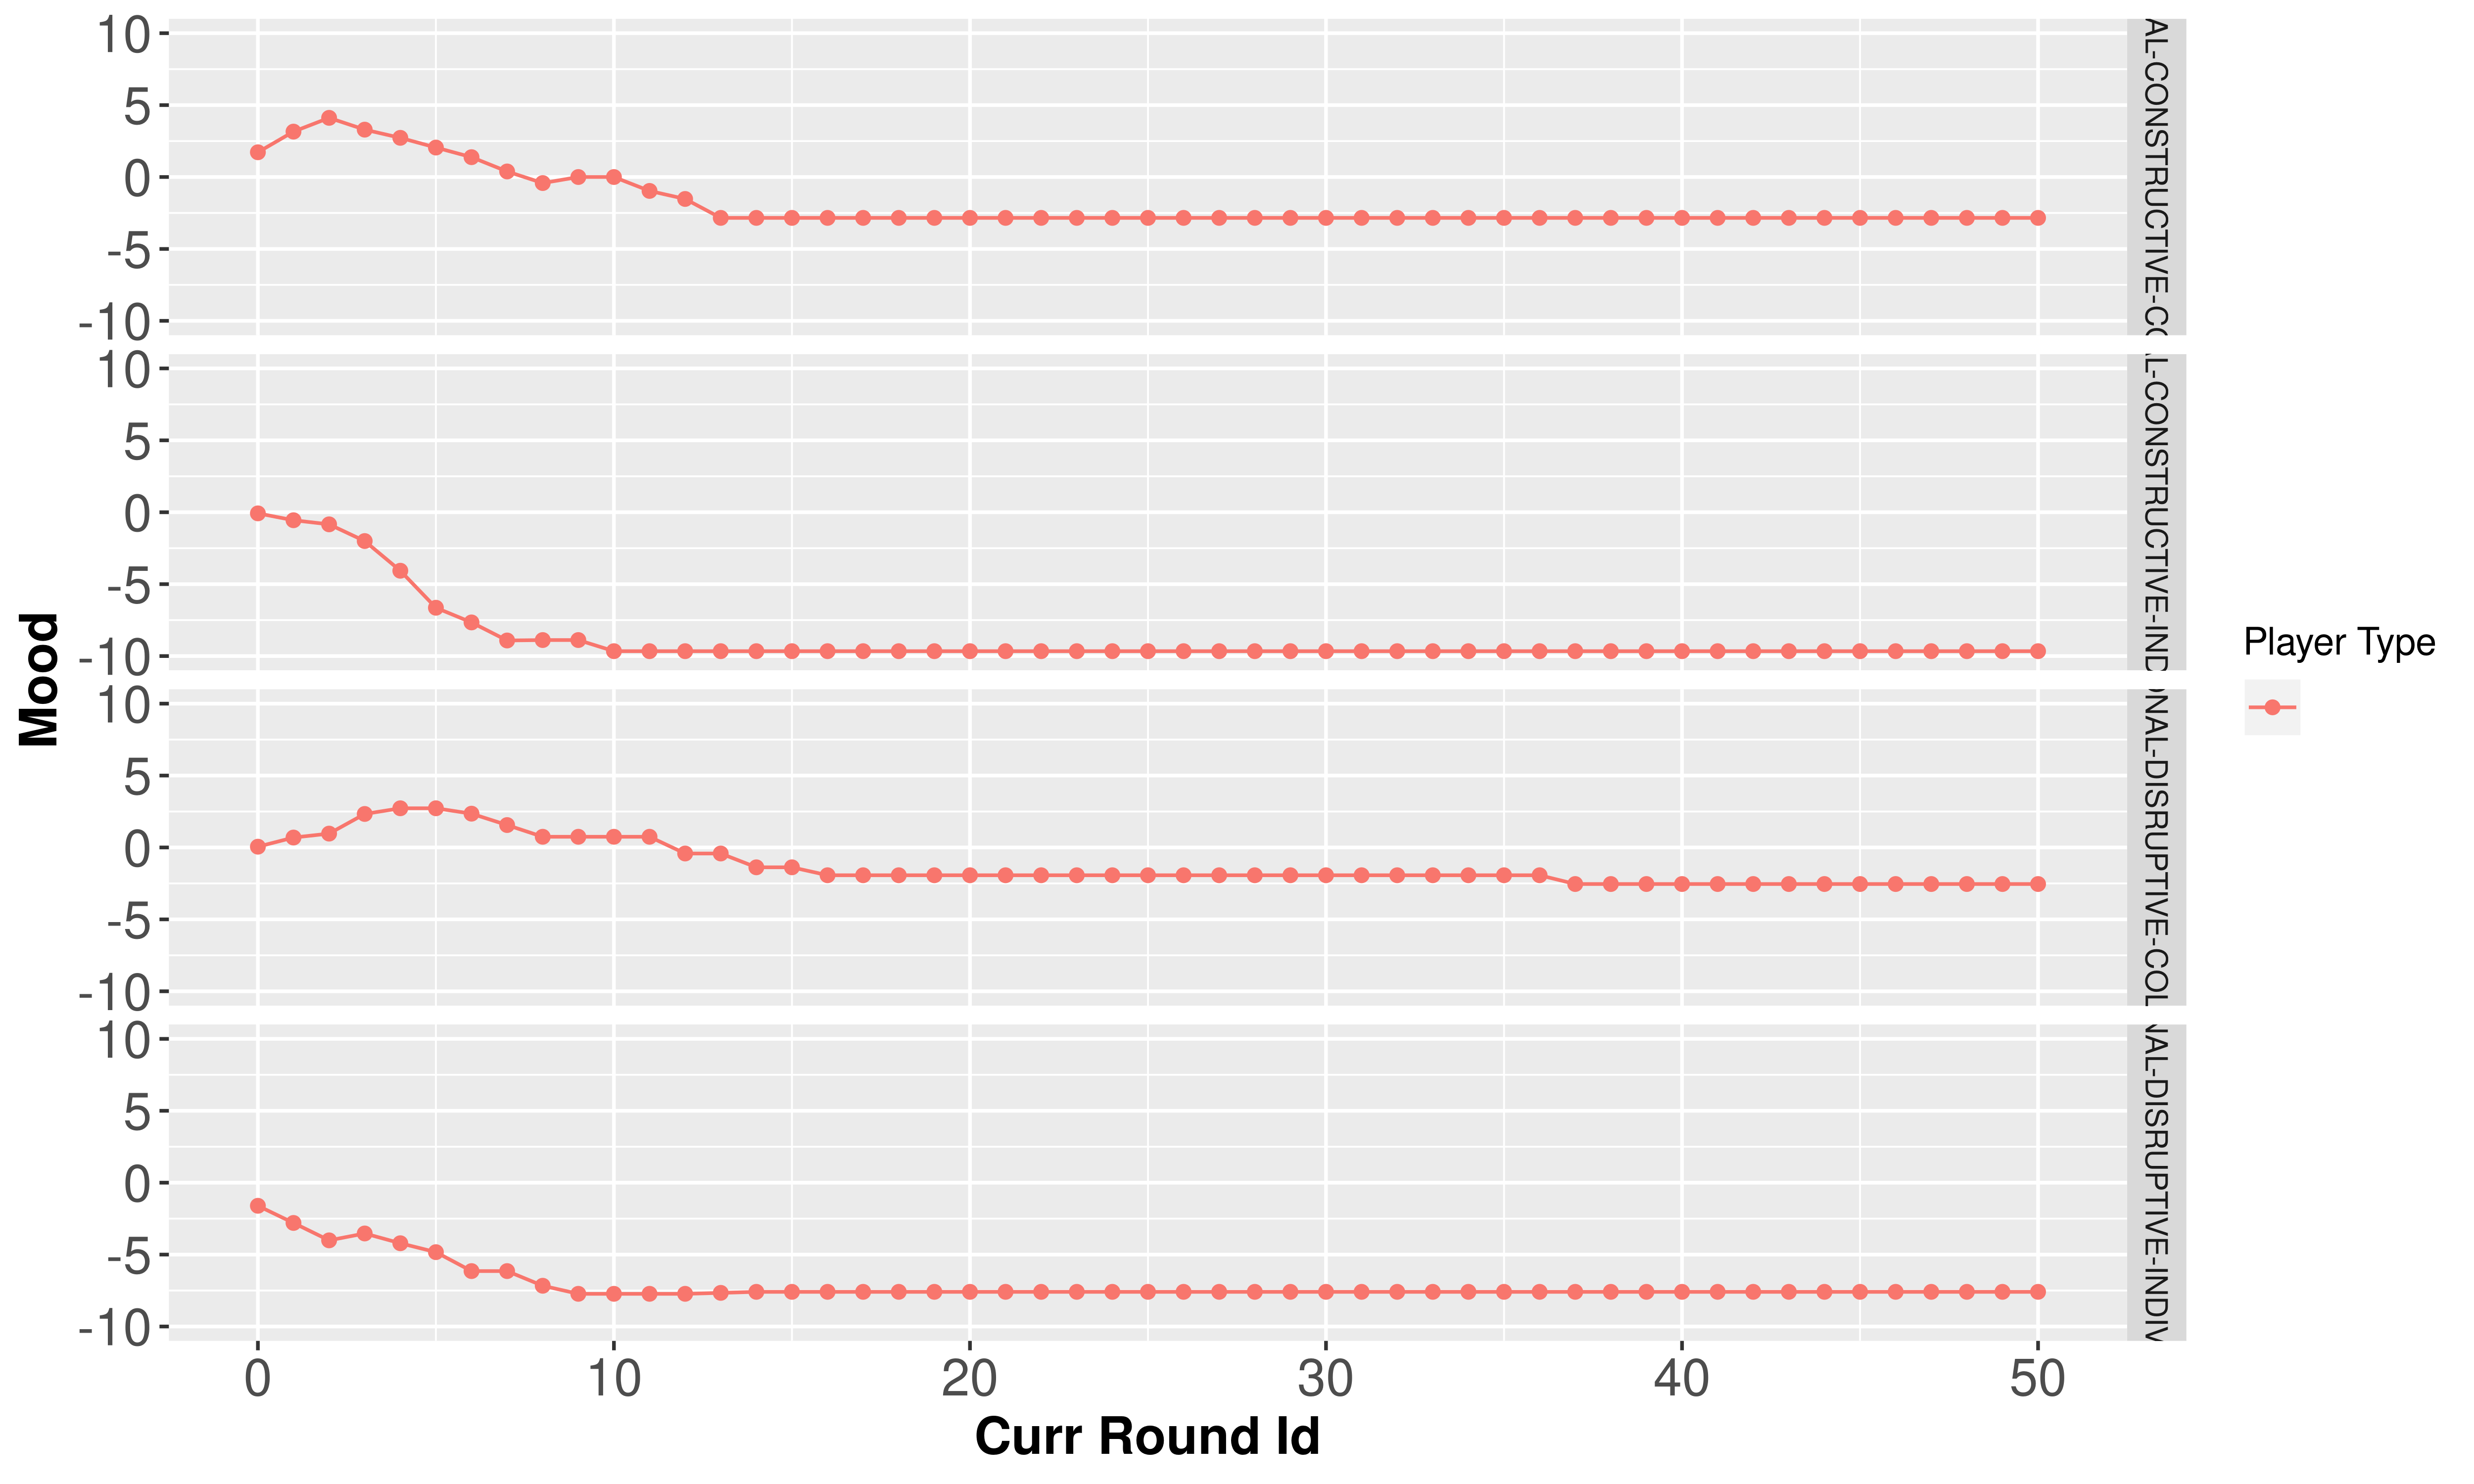 10
5
0
-5
-10
AL-CONSTRUCTIVE-CO
10
5
0
-5
-10
L-CONSTRUCTIVE-IND
10
5
0
-5
-10
NAL-DISRUPTIVE-COL
10
5
0
-5
-10
AL-DISRUPTIVE-INDIV
0 10 20 30 40 50
Curr Round Id
Mood
Player Type